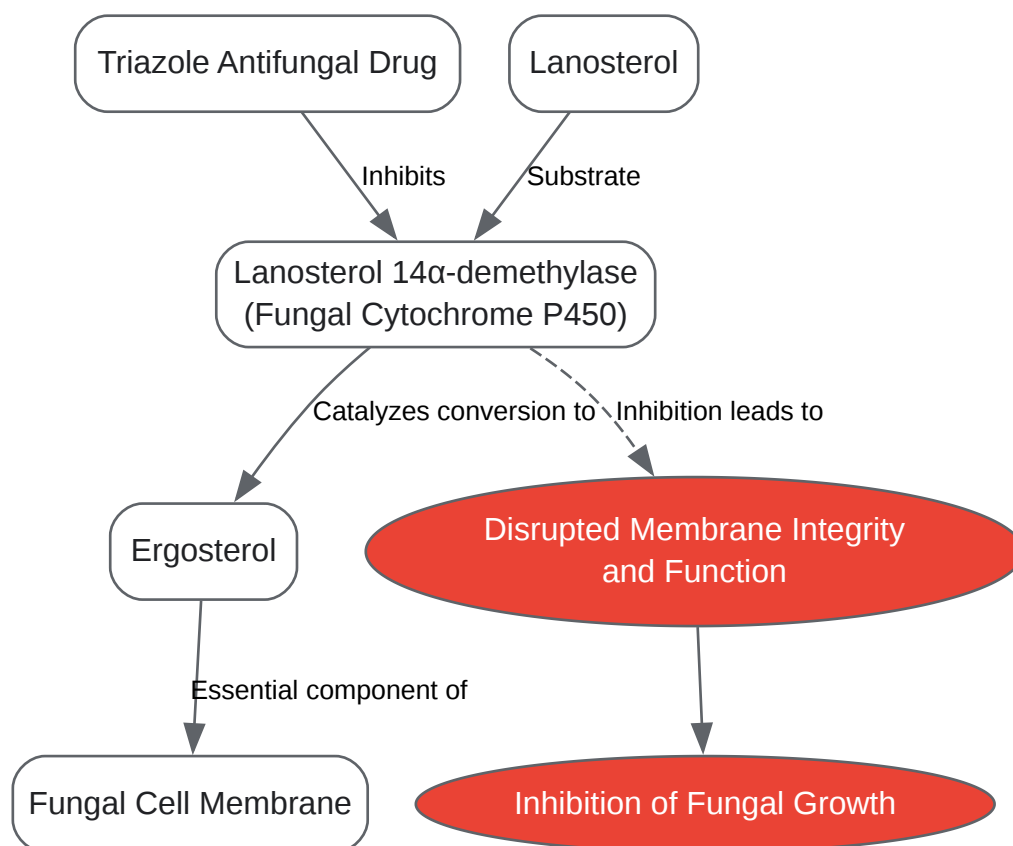 Triazole Antifungal Drug
Lanosterol
Inhibits
Substrate
Lanosterol 14α-demethylase
(Fungal Cytochrome P450)
Catalyzes conversion to
Inhibition leads to
Ergosterol
Disrupted Membrane Integrity
and Function
Essential component of
Fungal Cell Membrane
Inhibition of Fungal Growth